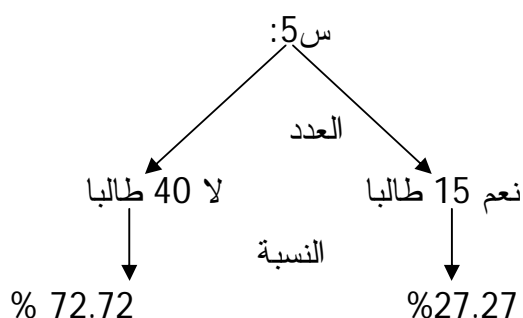 س5:
العدد
نعم 15 طالبا
لا 40 طالبا
النسبة
%27.27
% 72.72